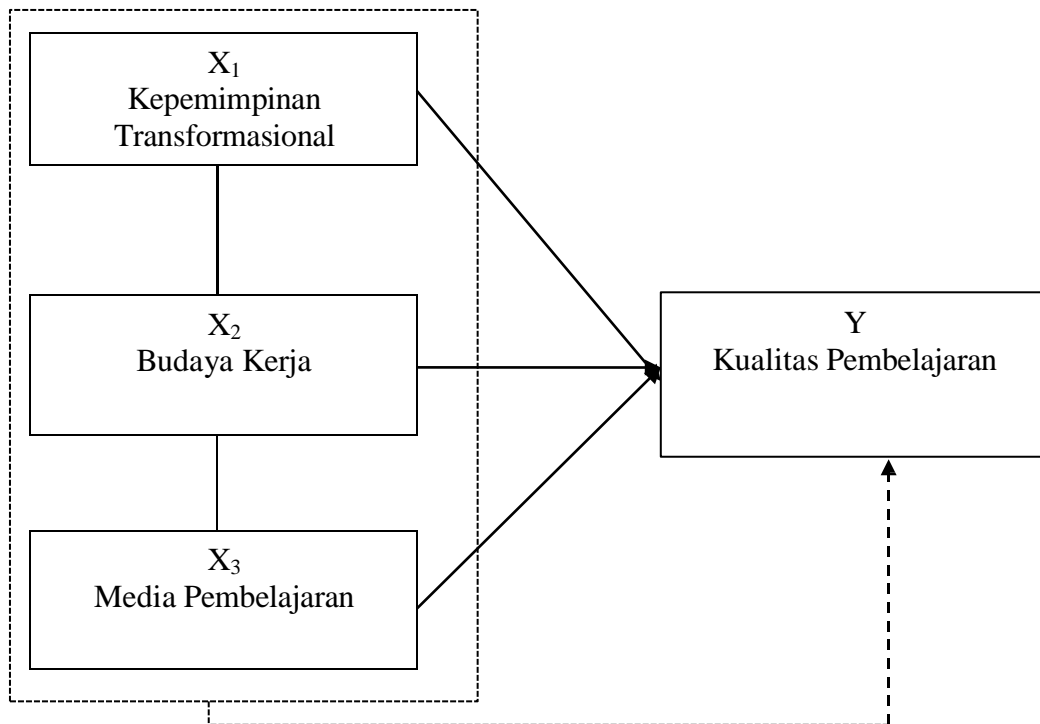 X₁
Kepemimpinan
Transformasional
X₂
Budaya Kerja
X₃
Media Pembelajaran
Y
Kualitas Pembelajaran